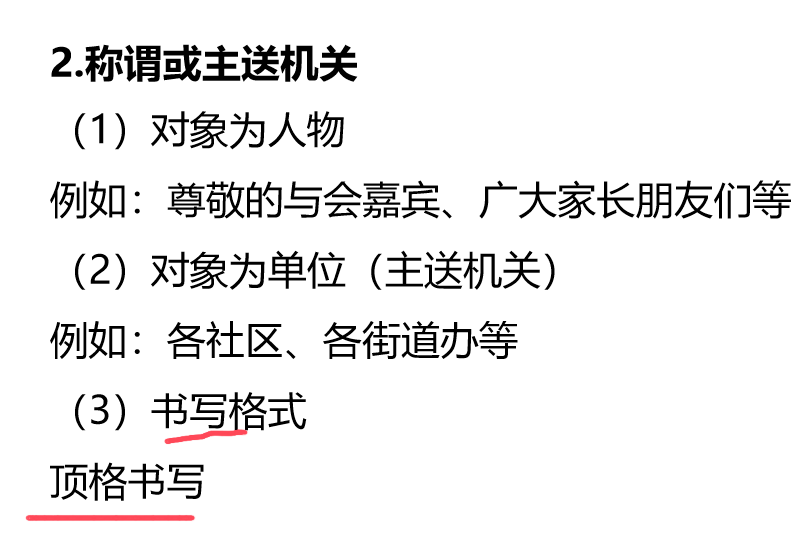 2.称谓或主送机关
（1）对象为人物
例如：尊敬的与会嘉宾、广大家长朋友们等
（2）对象为单位（主送机关）
例如：各社区、各街道办等
（3）书写格式
顶格书写